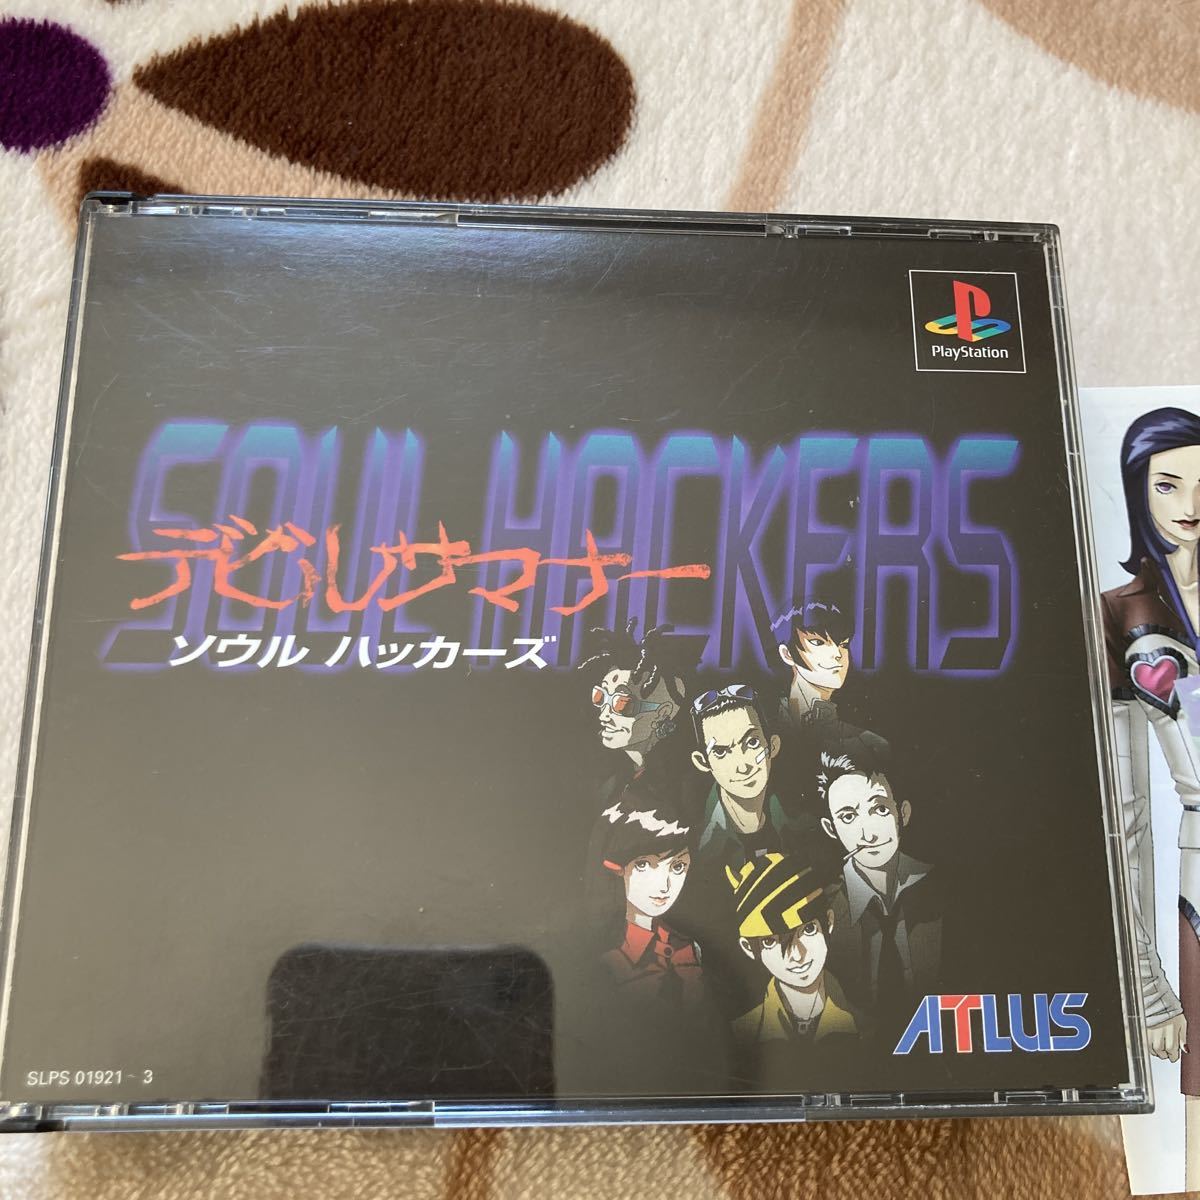 PlayStation
SOUL HACKERS
デビルサマナー
ソウル ハッカーズ
ATLUS
SLPS 01921~3